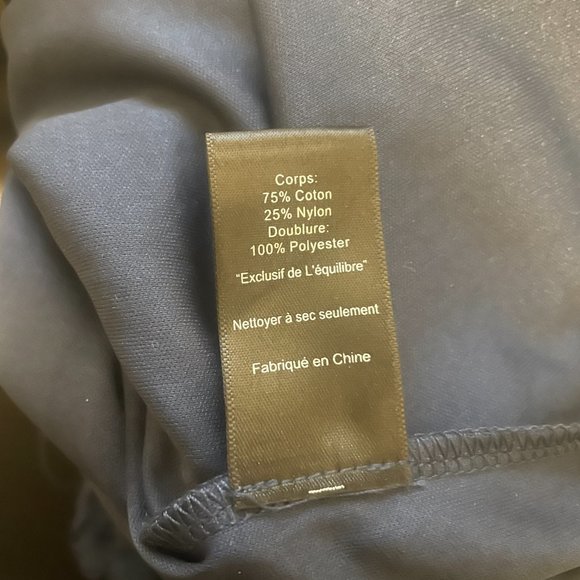 Corps:
75% Coton
25% Nylon
Doublure:
100% Polyester
"Exclusif de L'équilibre"
Nettoyer à sec seulement
Fabriqué en Chine